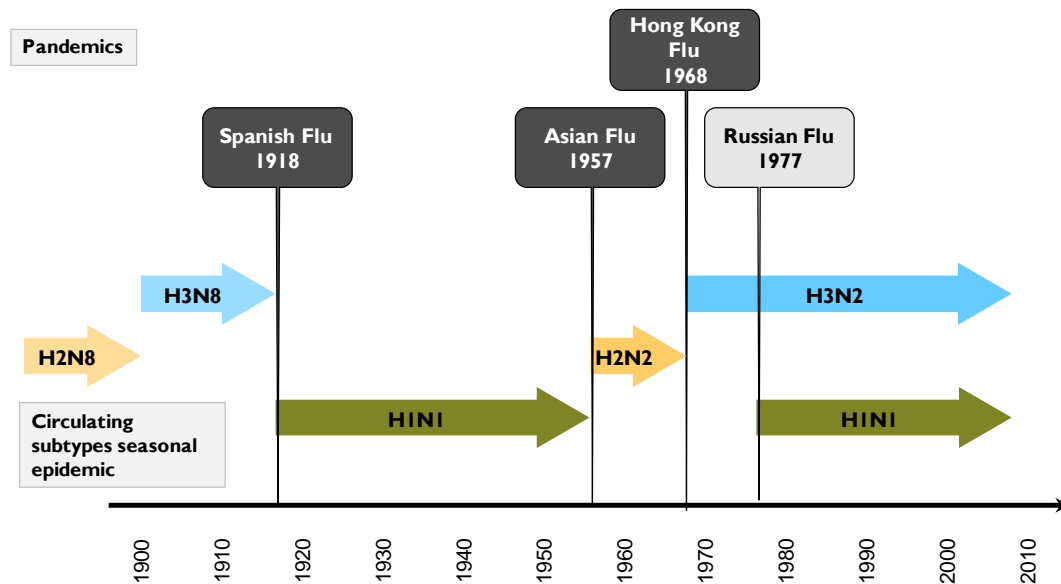 Pandemics
Hong Kong
Flu
1968
Spanish Flu
1918
Asian Flu
1957
Russian Flu
1977
H3N8
H3N2
H2N8
H2N2
H1N1
H1N1
Circulating
subtypes seasonal
epidemic
1900
1910
1920
1930
1940
1950
1960
1970
1980
1990
2000
2010